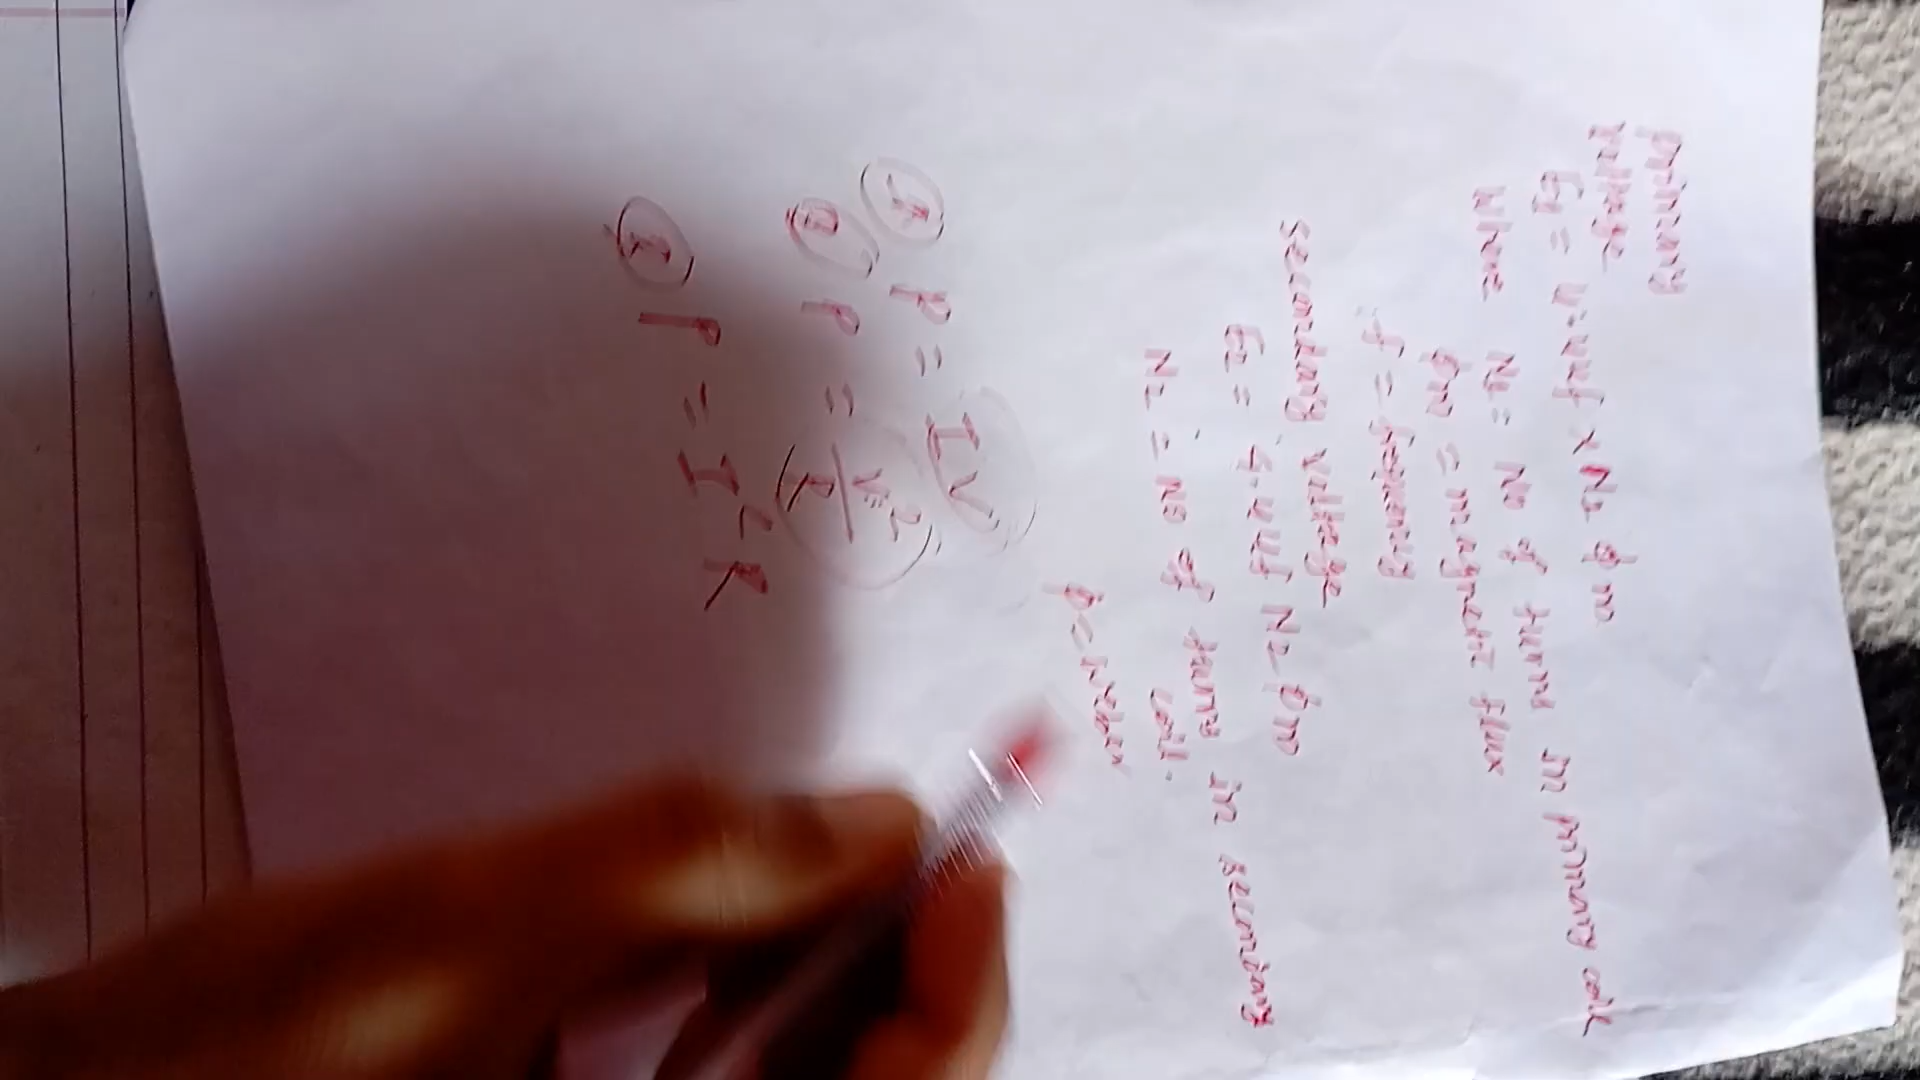 primary
voltage
E1 = 4.44f × N1 φm
Where N1 = No of turns in primary coil
φm = magnetic flux
f = frequency
secondary voltage
E2 = 4.44f N2 φm
N2 = no of turns in secondary
coil.
P = IV
P = V²/R
① P = I²R